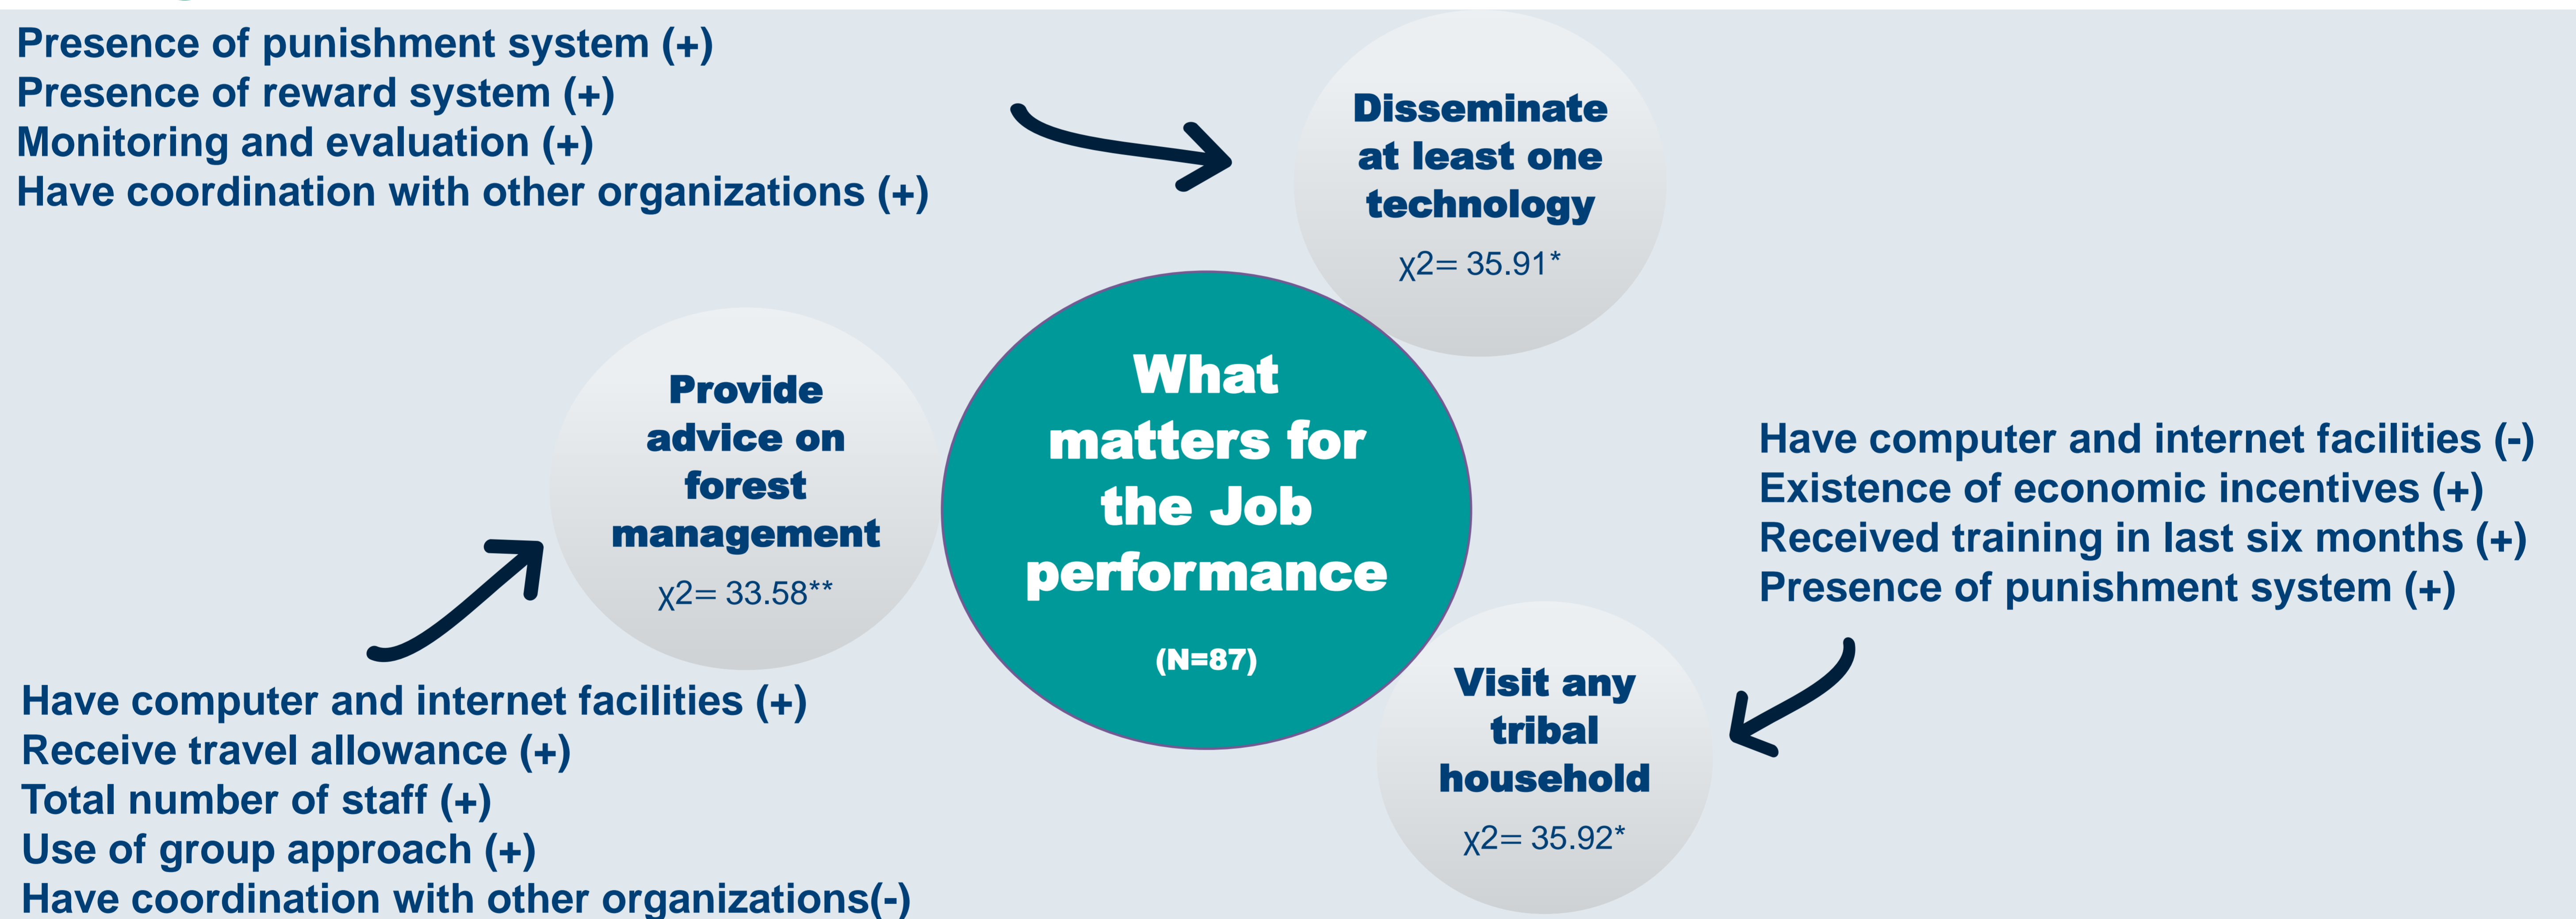 Presence of punishment system (+)
Presence of reward system (+)
Monitoring and evaluation (+)
Have coordination with other organizations (+)
Disseminate
at least one
technology
χ2= 35.91*
Provide
advice on
forest
management
χ2= 33.58**
What
matters for
the Job
performance
(N=87)
Have computer and internet facilities (-)
Existence of economic incentives (+)
Received training in last six months (+)
Presence of punishment system (+)
Visit any
tribal
household
χ2= 35.92*
Have computer and internet facilities (+)
Receive travel allowance (+)
Total number of staff (+)
Use of group approach (+)
Have coordination with other organizations(-)